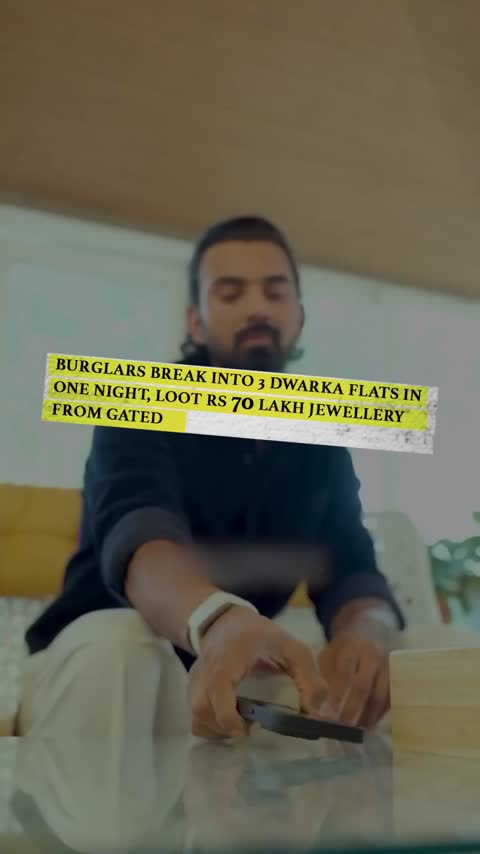 BURGLARS BREAK INTO 3 DWARKA FLATS IN
ONE NIGHT, LOOT RS 70 LAKH JEWELLERY
FROM GATED